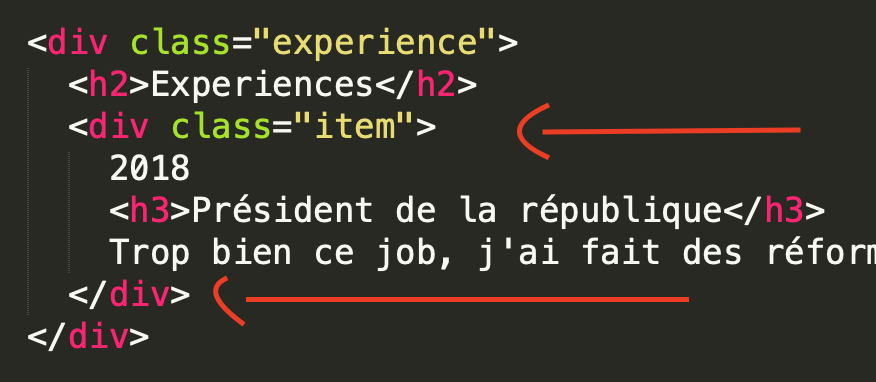 <div class="experience">
<h2>Experiences</h2>
<div class="item">
2018
<h3>Président de la république</h3>
Trop bien ce job, j'ai fait des réform
</div>
</div>